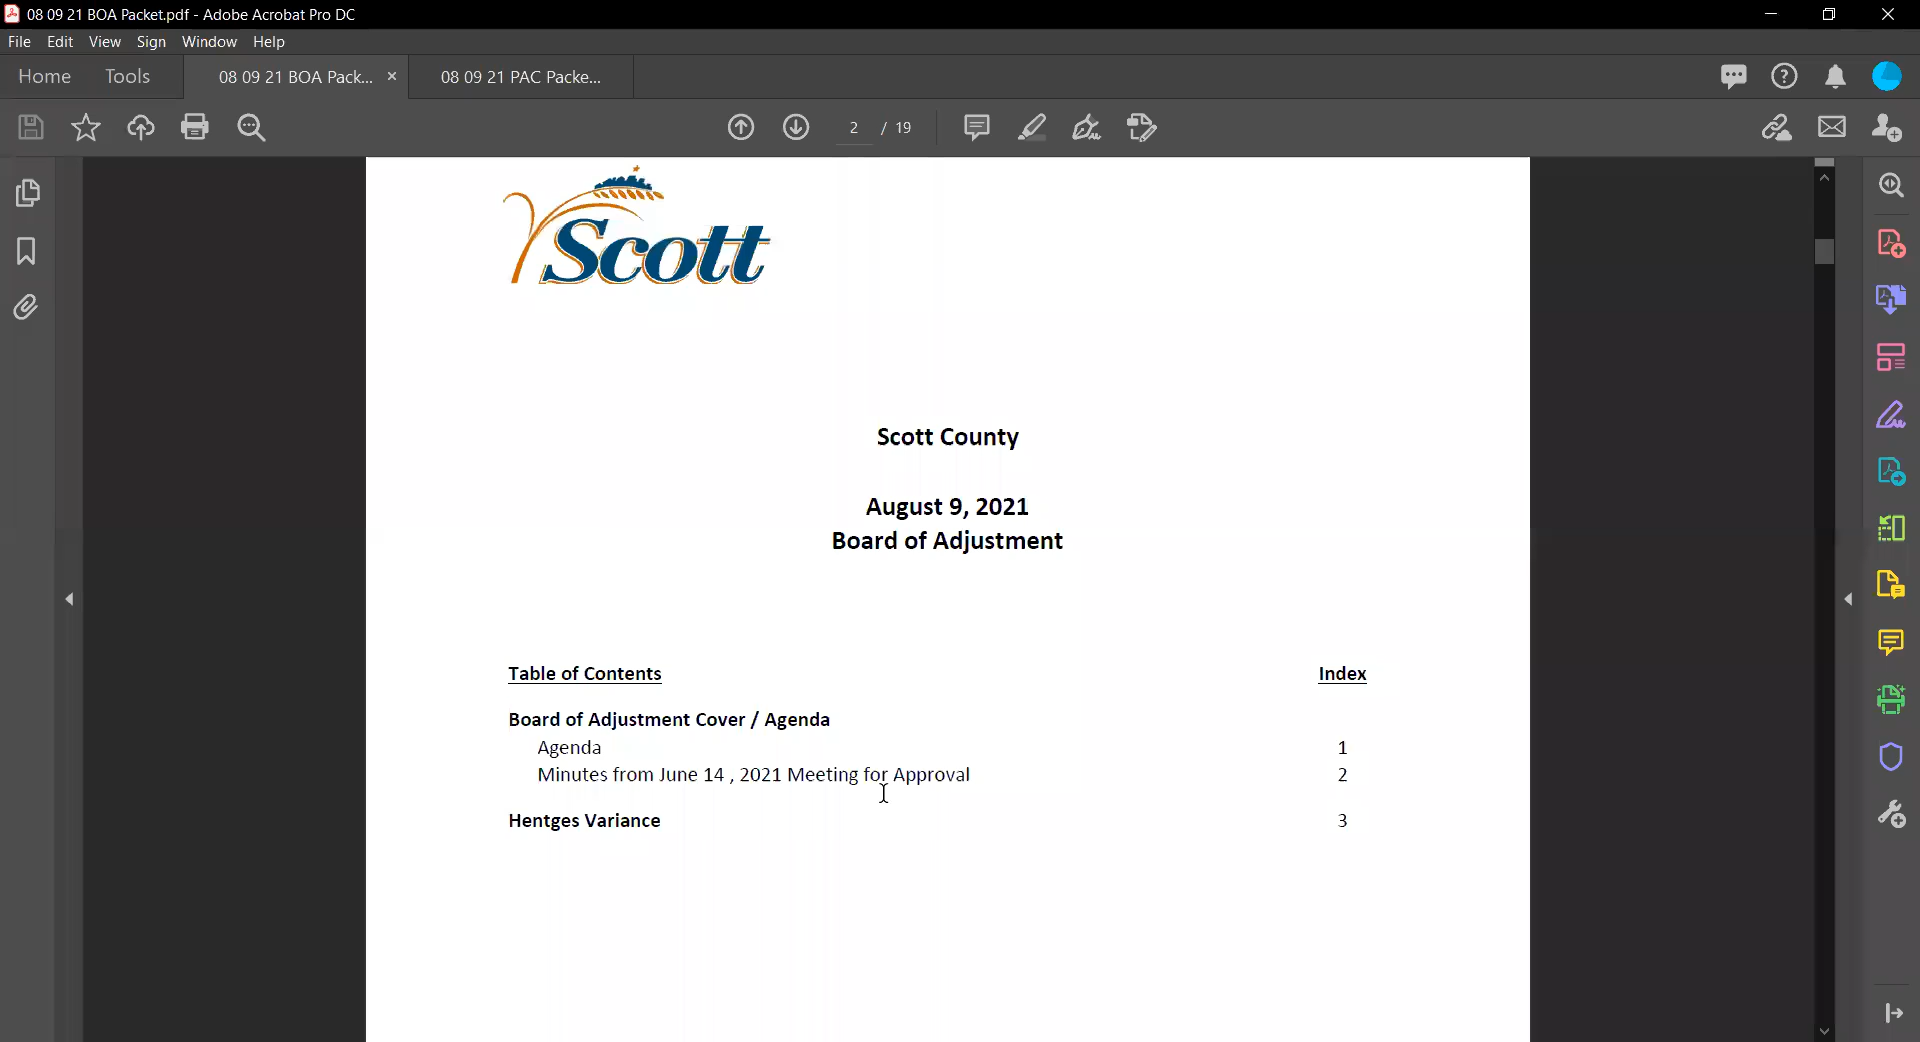 08 09 21 BOA Packet.pdf - Adobe Acrobat Pro DC
File Edit View Sign Window Help
Home Tools 08 09 21 BOA Pack... × 08 09 21 PAC Packe...
2 / 19
Scott
Scott County
August 9, 2021
Board of Adjustment
Table of Contents Index
Board of Adjustment Cover / Agenda
Agenda 1
Minutes from June 14 , 2021 Meeting for Approval 2
Hentges Variance 3